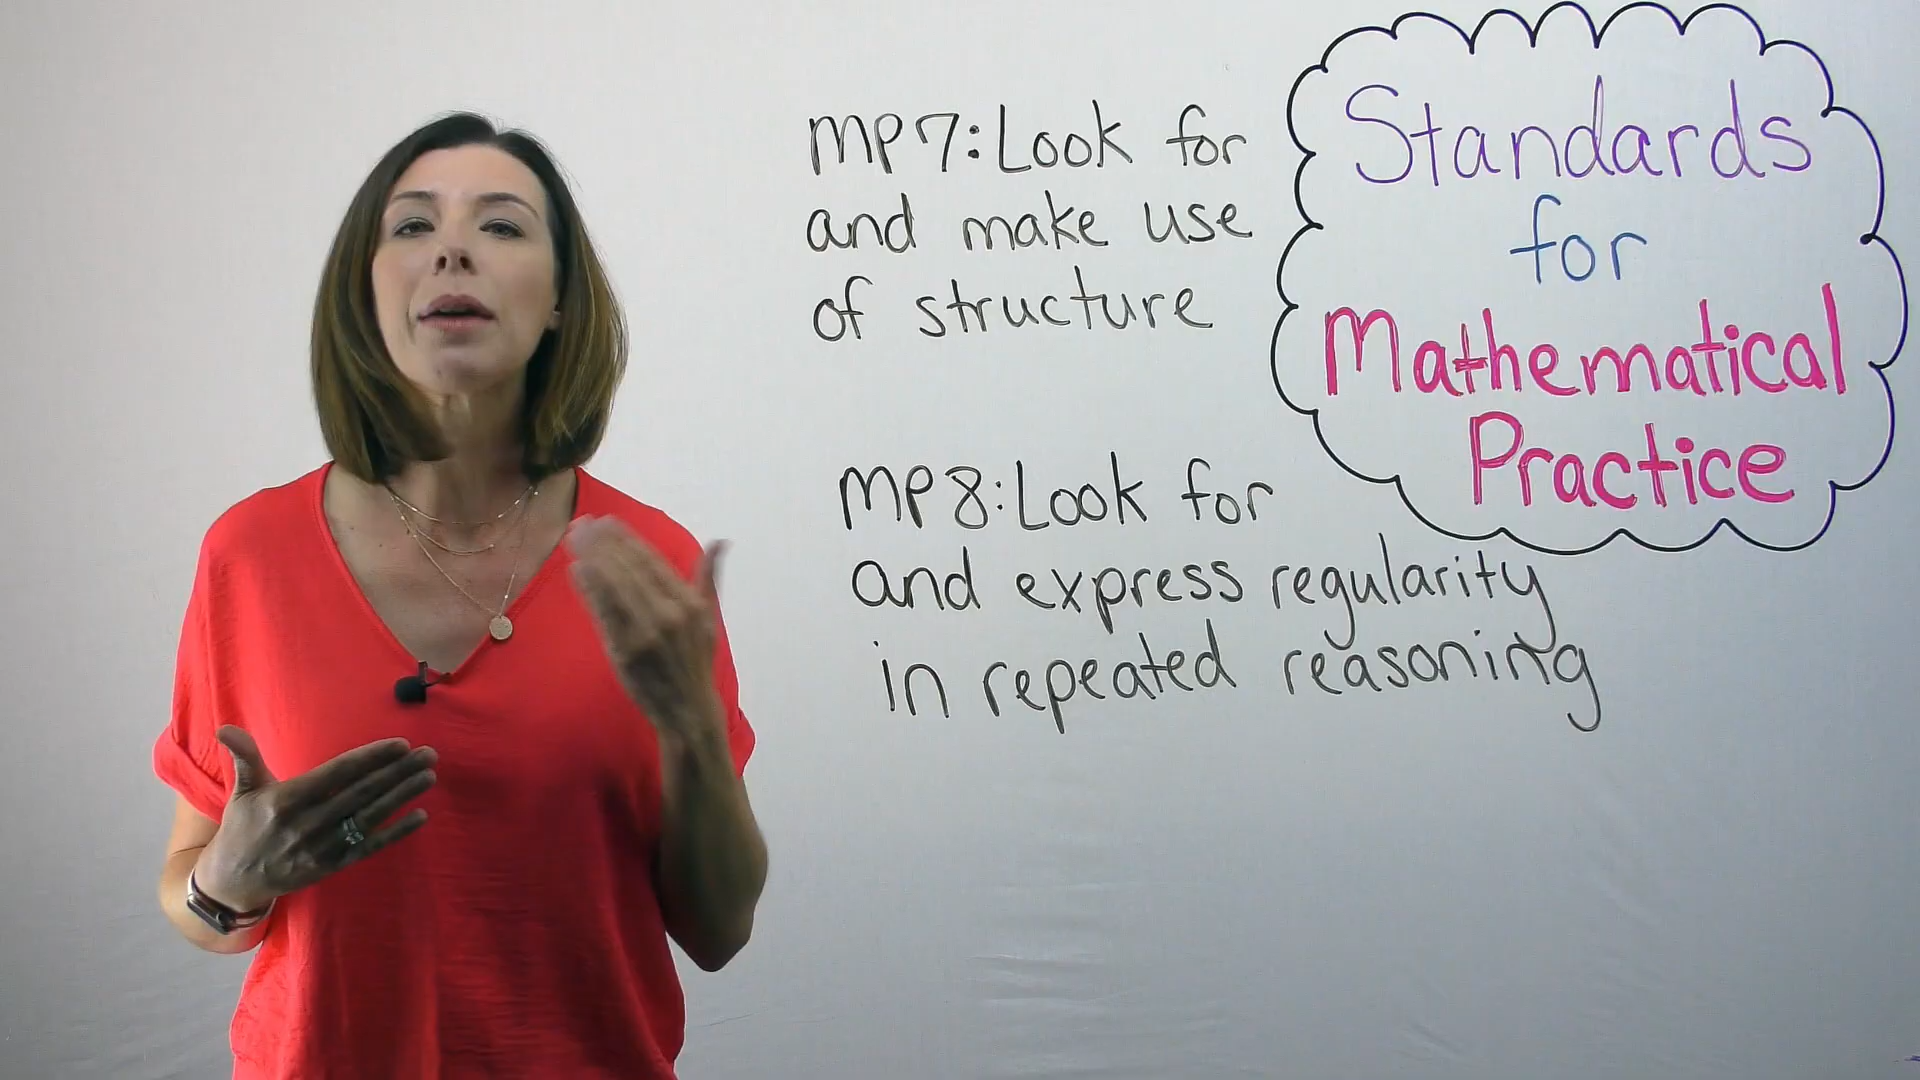 MP7: Look for
and make use
of structure
MP8: Look for
and express regularity
in repeated reasoning
Standards
for
Mathematical
Practice